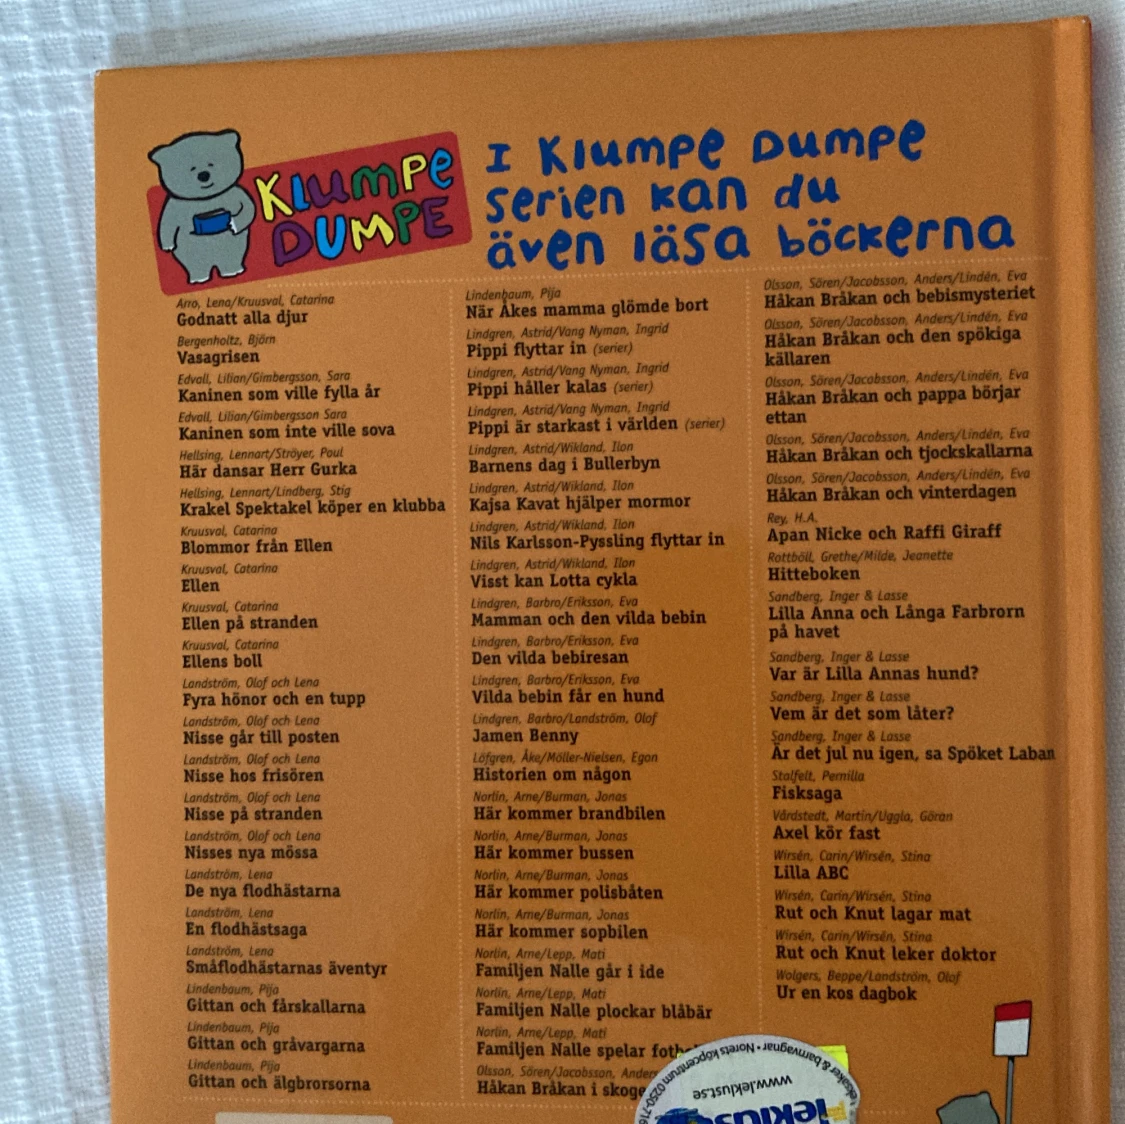 KLUMPE
DUMPE
I KLUMPE DUMPE
serien kan du
även läsa böckerna
Arro, Lena/Kruusval, Catarina
Godnatt alla djur
Bergenholtz, Björn
Vasagrisen
Edvall, Lilian/Gimbergsson, Sara
Kaninen som ville fylla år
Edvall, Lilian/Gimbergsson Sara
Kaninen som inte ville sova
Hellsing, Lennart/Ströyer, Poul
Här dansar Herr Gurka
Hellsing, Lennart/Lindberg, Stig
Krakel Spektakel köper en klubba
Kruusval, Catarina
Blommor från Ellen
Kruusval, Catarina
Ellen
Kruusval, Catarina
Ellen på stranden
Kruusval, Catarina
Ellens boll
Landström, Olof och Lena
Fyra hönor och en tupp
Landström, Olof och Lena
Nisse går till posten
Landström, Olof och Lena
Nisse hos frisören
Landström, Olof och Lena
Nisse på stranden
Landström, Olof och Lena
Nisses nya mössa
Landström, Lena
De nya flodhästarna
Landström, Lena
En flodhästsaga
Landström, Lena
Småflodhästarnas äventyr
Lindenbaum, Pija
Gittan och fårskallarna
Lindenbaum, Pija
Gittan och gråvargarna
Lindenbaum, Pija
Gittan och älgbrorsorna
Lindenbaum, Pija
När Åkes mamma glömde bort
Lindgren, Astrid/Vang Nyman, Ingrid
Pippi flyttar in (serier)
Lindgren, Astrid/Vang Nyman, Ingrid
Pippi håller kalas (serier)
Lindgren, Astrid/Vang Nyman, Ingrid
Pippi är starkast i världen (serier)
Lindgren, Astrid/Wikland, Ilon
Barnens dag i Bullerbyn
Lindgren, Astrid/Wikland, Ilon
Kajsa Kavat hjälper mormor
Lindgren, Astrid/Wikland, Ilon
Nils Karlsson-Pyssling flyttar in
Lindgren, Astrid/Wikland, Ilon
Visst kan Lotta cykla
Lindgren, Barbro/Eriksson, Eva
Mamman och den vilda bebin
Lindgren, Barbro/Eriksson, Eva
Den vilda bebiresan
Lindgren, Barbro/Eriksson, Eva
Vilda bebin får en hund
Lindgren, Barbro/Landström, Olof
Jamen Benny
Löfgren, Åke/Möller-Nielsen, Egon
Historien om någon
Norlin, Arne/Burman, Jonas
Här kommer brandbilen
Norlin, Arne/Burman, Jonas
Här kommer bussen
Norlin, Arne/Burman, Jonas
Här kommer polisbåten
Norlin, Arne/Burman, Jonas
Här kommer sopbilen
Norlin, Arne/Lepp, Mati
Familjen Nalle går i ide
Norlin, Arne/Lepp, Mati
Familjen Nalle plockar blåbär
Norlin, Arne/Lepp, Mati
Familjen Nalle spelar
Olsson, Sören/Jacobsson,
Håkan Bråkan i
Olsson, Sören/Jacobsson, Anders/Lindén, Eva
Håkan Bråkan och bebismysteriet
Olsson, Sören/Jacobsson, Anders/Lindén, Eva
Håkan Bråkan och den spökiga
källaren
Olsson, Sören/Jacobsson, Anders/Lindén, Eva
Håkan Bråkan och pappa börjar
ettan
Olsson, Sören/Jacobsson, Anders/Lindén, Eva
Håkan Bråkan och tjockskallarna
Olsson, Sören/Jacobsson, Anders/Lindén, Eva
Håkan Bråkan och vinterdagen
Rey, H.A.
Apan Nicke och Raffi Giraff
Rottböll, Grethe/Milde, Jeanette
Hitteboken
Sandberg, Inger & Lasse
Lilla Anna och Långa Farbrorn
på havet
Sandberg, Inger & Lasse
Var är Lilla Annas hund?
Sandberg, Inger & Lasse
Vem är det som låter?
Sandberg, Inger & Lasse
Är det jul nu igen, sa Spöket Laban
Stalfelt, Pernilla
Fisksaga
Vårdstedt, Martin/Uggla, Göran
Axel kör fast
Wirsén, Carin/Wirsén, Stina
Lilla ABC
Wirsén, Carin/Wirsén, Stina
Rut och Knut lagar mat
Wirsén, Carin/Wirsén, Stina
Rut och Knut leker doktor
Wolgers, Beppe/Landström, Olof
Ur en kos dagbok
& barnvagnar • Norets köpcentrum 0250-716
www.leklust.se
leklus